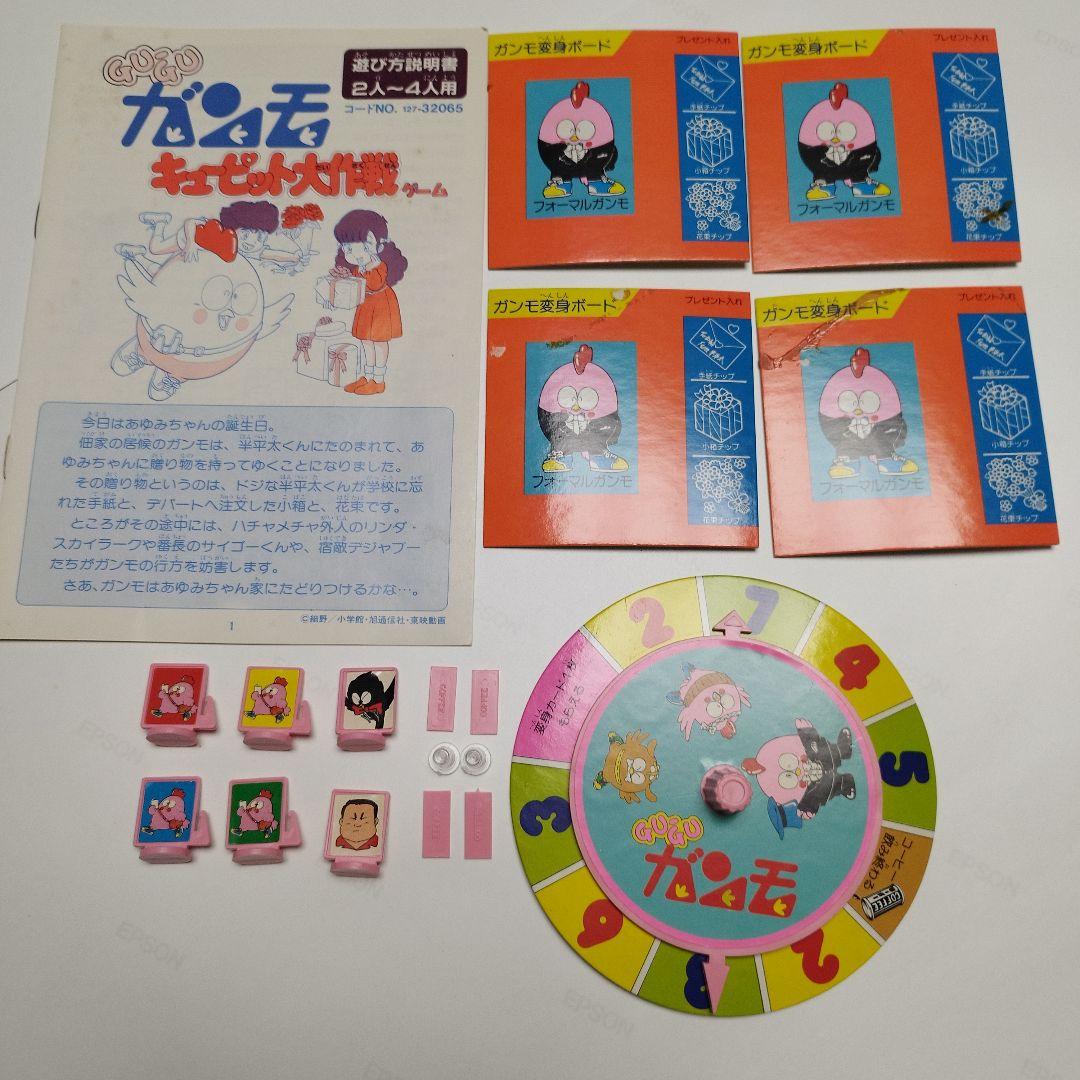 GUGU
ガンモ
キューピット大作戦ゲーム
遊び方説明書
2人〜4人用
コードNO. 127-32065
今日はあゆみちゃんの誕生日。
佃家の居候のガンモは、半平太くんにたのまれて、あ
ゆみちゃんに贈り物を持ってゆくことになりました。
その贈り物というのは、ドジな半平太くんが学校に忘
れた手紙と、デパートへ注文した小箱と、花束です。
ところがその途中には、ハチャメチャ外人のリンダ・
スカイラークや番長のサイゴーくんや、宿敵デジャブー
たちがガンモの行方を妨害します。
さあ、ガンモはあゆみちゃん家にたどりつけるかな…。
©細野/小学館・旭通信社・東映動画
1
ガンモ変身ボード
プレゼント入れ
手紙チップ
小箱チップ
花束チップ
フォーマルガンモ
ガンモ変身ボード
プレゼント入れ
手紙チップ
小箱チップ
花束チップ
フォーマルガンモ
ガンモ変身ボード
プレゼント入れ
手紙チップ
小箱チップ
花束チップ
フォーマルガンモ
ガンモ変身ボード
プレゼント入れ
手紙チップ
小箱チップ
花束チップ
フォーマルガンモ
2
7
4
5
コーヒー
飲み終わる
COFFEE
2
8
6
3
変身カード1枚
もらえる
GUGU
ガンモ
COFFEE
EPSON
EPSON
EPSON